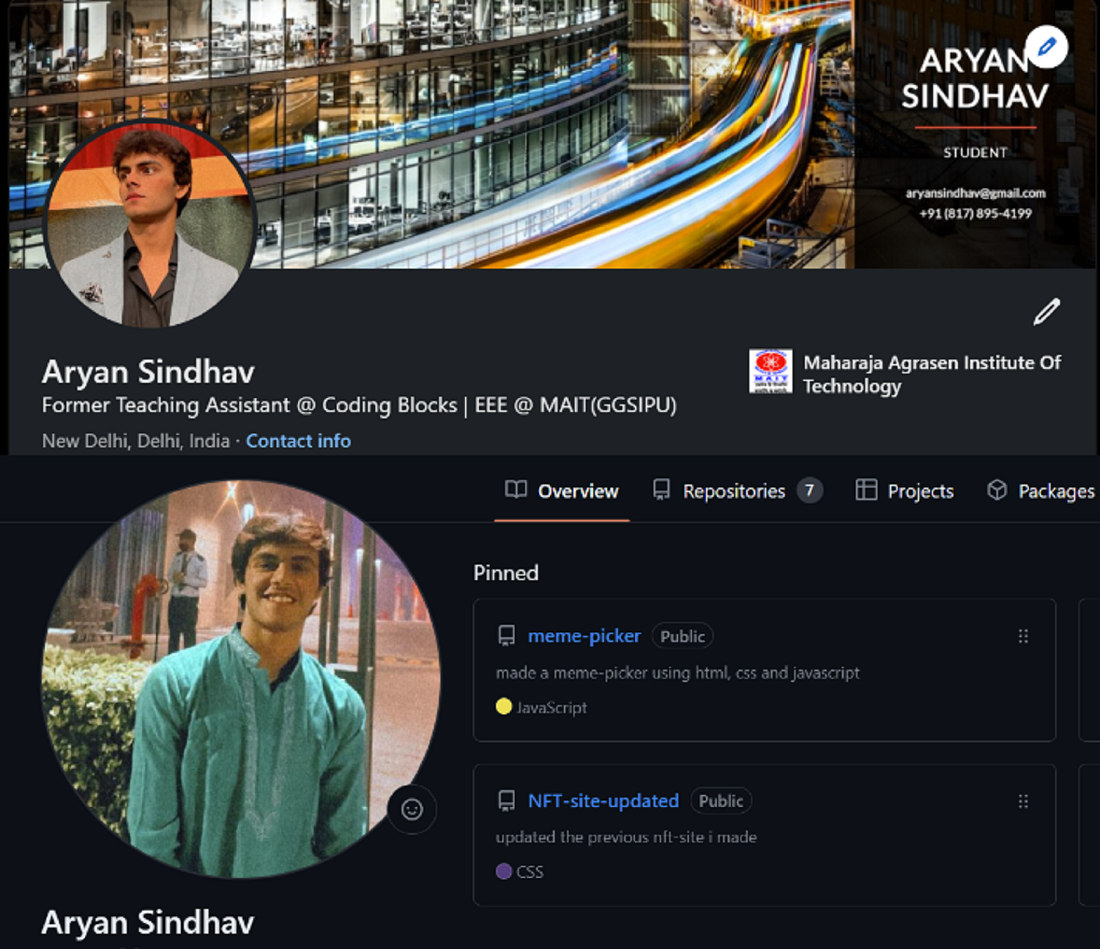 ARYAN
SINDHAV
STUDENT
aryansindhav@gmail.com
+91 (817) 895-4199
Aryan Sindhav
Former Teaching Assistant @ Coding Blocks | EEE @ MAIT(GGSIPU)
New Delhi, Delhi, India · Contact info
MAIT
Maharaja Agrasen Institute Of
Technology
Overview
Repositories 7
Projects
Packages
Pinned
meme-picker Public
made a meme-picker using html, css and javascript
JavaScript
NFT-site-updated Public
updated the previous nft-site i made
CSS
Aryan Sindhav